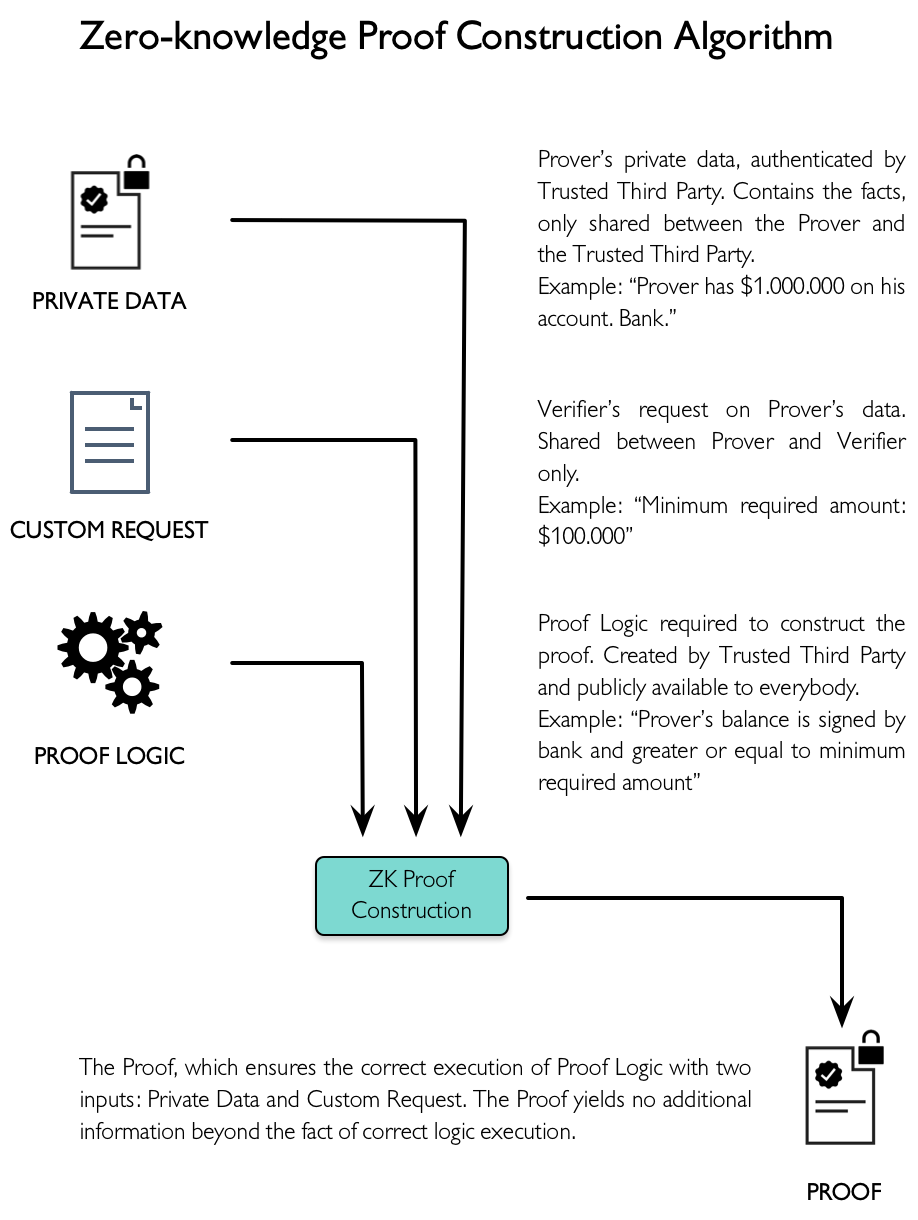 Zero-knowledge Proof Construction Algorithm
Prover’s private data, authenticated by
Trusted Third Party. Contains the facts,
only shared between the Prover and
the Trusted Third Party.
Example: “Prover has $1.000.000 on his
account. Bank.”
PRIVATE DATA
Verifier’s request on Prover’s data.
Shared between Prover and Verifier
only.
Example: “Minimum required amount:
$100.000”
CUSTOM REQUEST
Proof Logic required to construct the
proof. Created by Trusted Third Party
and publicly available to everybody.
Example: “Prover’s balance is signed by
bank and greater or equal to minimum
required amount”
PROOF LOGIC
ZK Proof
Construction
The Proof, which ensures the correct execution of Proof Logic with two
inputs: Private Data and Custom Request. The Proof yields no additional
information beyond the fact of correct logic execution.
PROOF